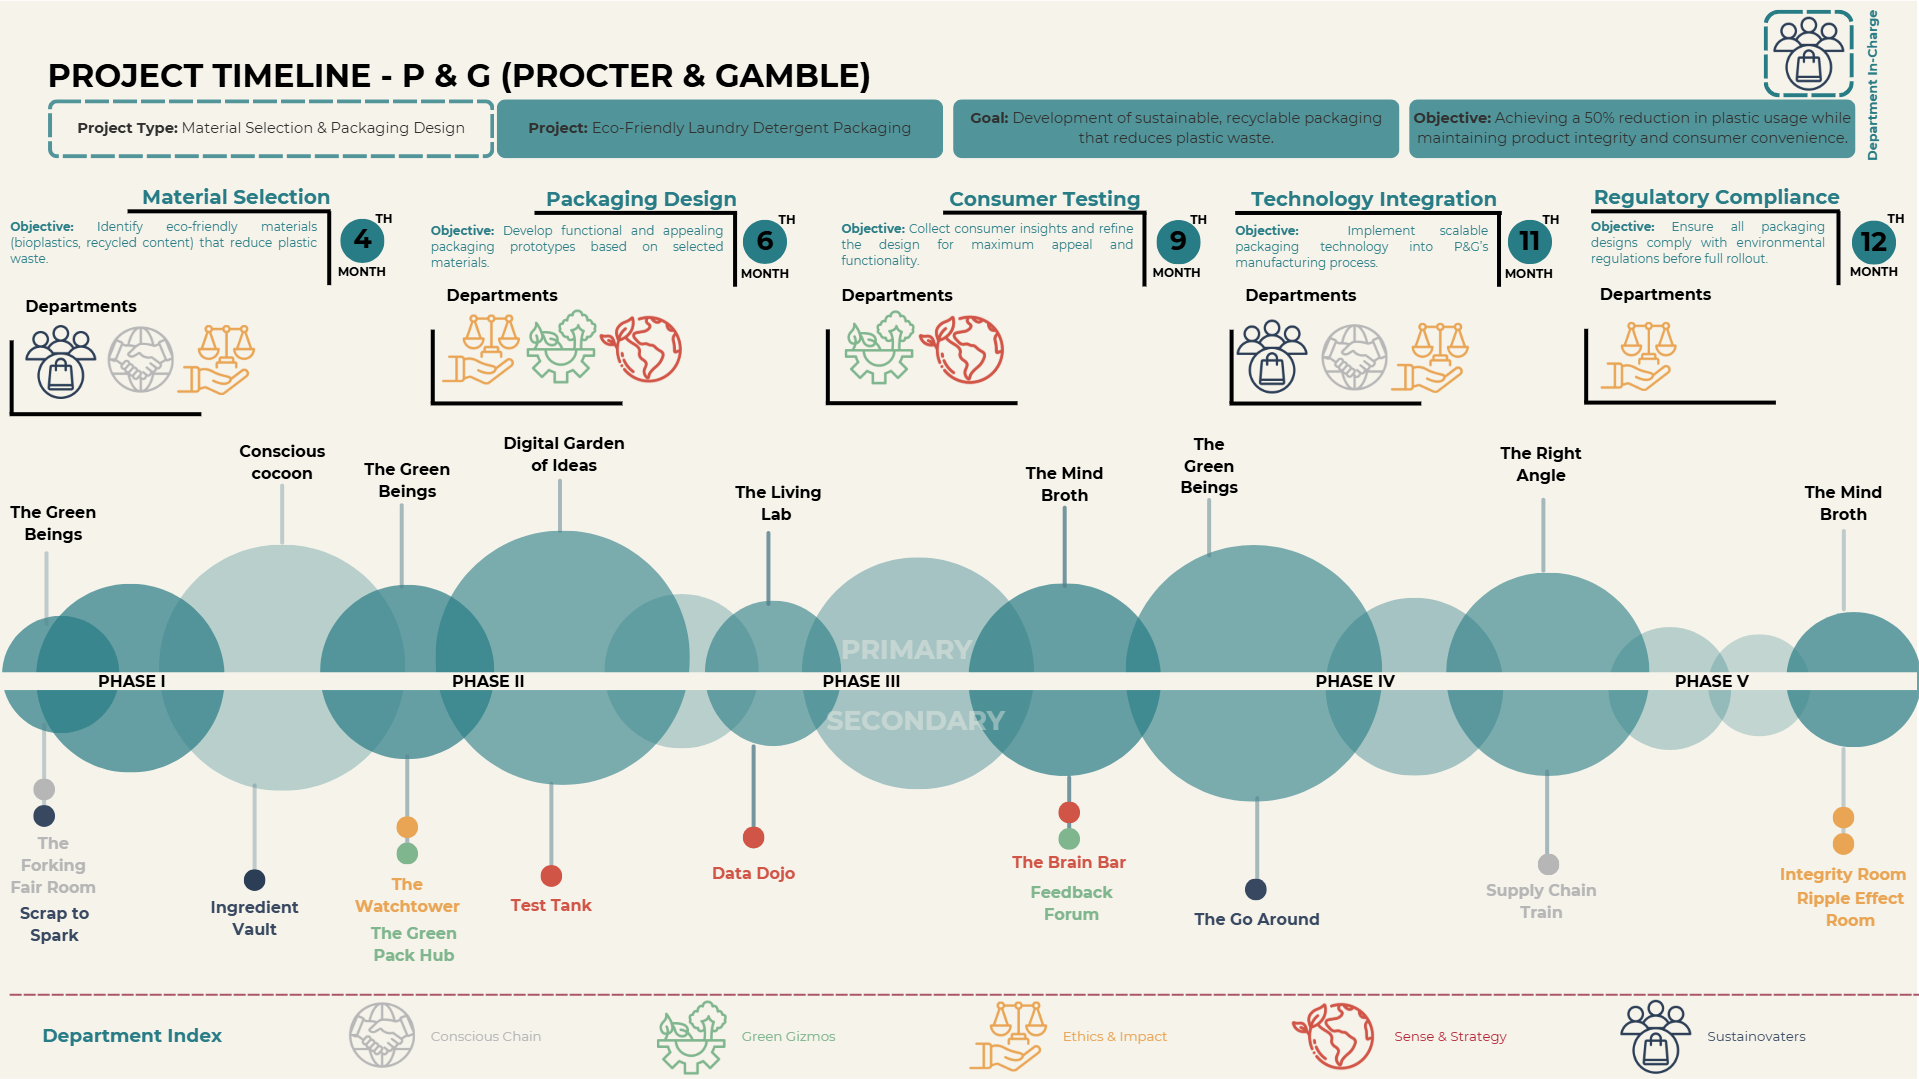 Department In-Charge
PROJECT TIMELINE - P & G (PROCTER & GAMBLE)
Project Type: Material Selection & Packaging Design
Project: Eco-Friendly Laundry Detergent Packaging
Goal: Development of sustainable, recyclable packaging
that reduces plastic waste.
Objective: Achieving a 50% reduction in plastic usage while
maintaining product integrity and consumer convenience.
Material Selection
Objective: Identify eco-friendly materials
(bioplastics, recycled content) that reduce plastic
waste.
4
TH
MONTH
Departments
Packaging Design
Objective: Develop functional and appealing
packaging prototypes based on selected
materials.
6
TH
MONTH
Departments
Consumer Testing
Objective: Collect consumer insights and refine
the design for maximum appeal and
functionality.
9
TH
MONTH
Departments
Technology Integration
Objective: Implement scalable
packaging technology into P&G's
manufacturing process.
11
TH
MONTH
Departments
Regulatory Compliance
Objective: Ensure all packaging
designs comply with environmental
regulations before full rollout.
12
TH
MONTH
Departments
The Green
Beings
Conscious
cocoon
The Green
Beings
Digital Garden
of Ideas
The Living
Lab
The Mind
Broth
The
Green
Beings
The Right
Angle
The Mind
Broth
PRIMARY
PHASE I
PHASE II
PHASE III
PHASE IV
PHASE V
SECONDARY
The
Forking
Fair Room
Scrap to
Spark
Ingredient
Vault
The
Watchtower
The Green
Pack Hub
Test Tank
Data Dojo
The Brain Bar
Feedback
Forum
The Go Around
Supply Chain
Train
Integrity Room
Ripple Effect
Room
Department Index
Conscious Chain
Green Gizmos
Ethics & Impact
Sense & Strategy
Sustainovaters